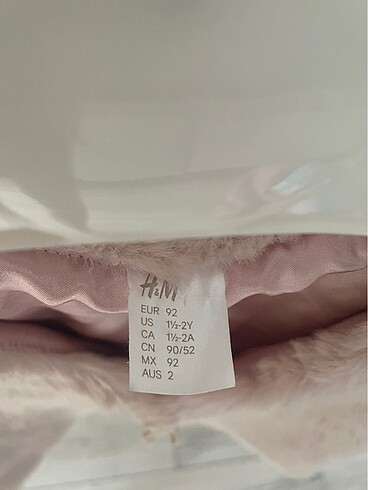 H&M
EUR 92
US 1½-2Y
CA 1½-2A
CN 90/52
MX 92
AUS 2